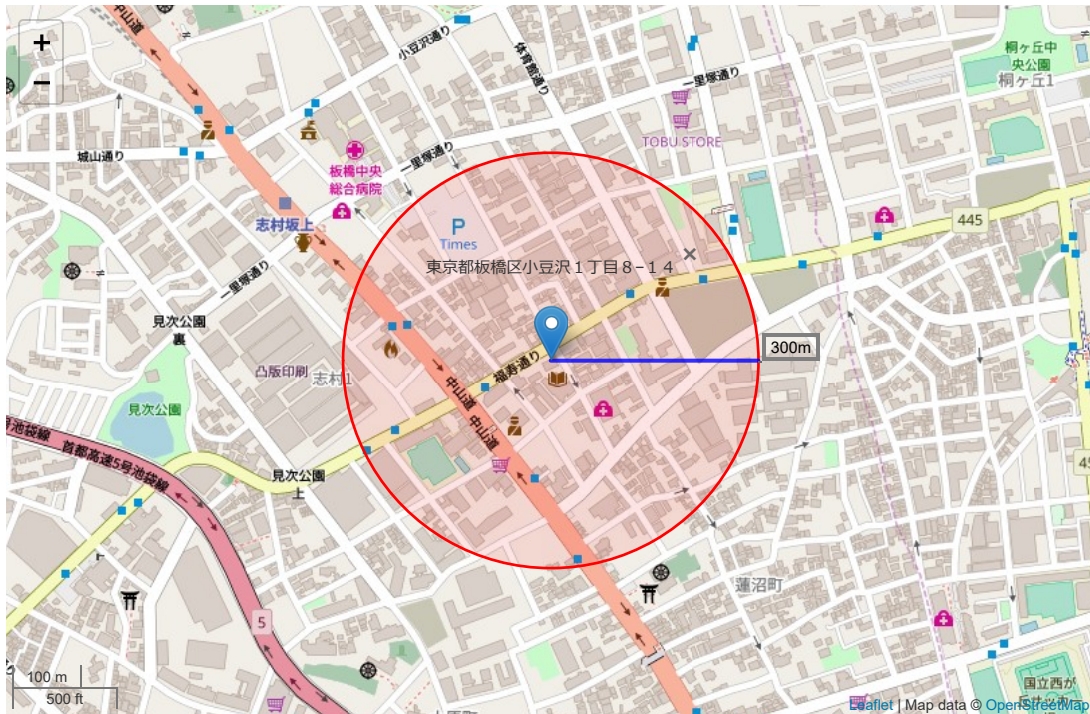 +
−
中山道
小豆沢通り
体育館通り
一里塚通り
桐ヶ丘中
央公園
桐ヶ丘1
TOBU STORE
城山通り
一里塚通り
板橋中央
総合病院
志村坂上
P
Times
445
東京都板橋区小豆沢1丁目8−14
×
一里塚通り
見次公園
裏
300m
福寿通り
凸版印刷
志村1
中山道 中山道
見次公園
首都高速5号池袋線
見次公園
上
蓮沼町
5
100 m
500 ft
国立西が
Leaflet | Map data © OpenStreetMap